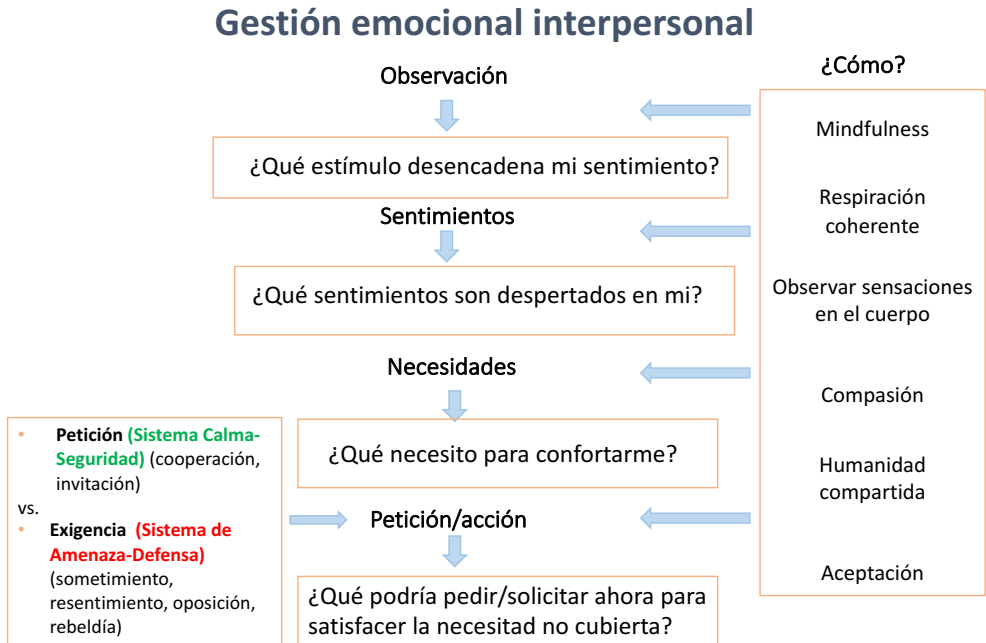 Gestión emocional interpersonal
Observación
¿Qué estímulo desencadena mi sentimiento?
Sentimientos
¿Qué sentimientos son despertados en mi?
Necesidades
¿Qué necesito para confortarme?
Petición/acción
¿Qué podría pedir/solicitar ahora para
satisfacer la necesidad no cubierta?
• Petición (Sistema Calma-
Seguridad) (cooperación,
invitación)
vs.
• Exigencia (Sistema de
Amenaza-Defensa)
(sometimiento,
resentimiento, oposición,
rebeldía)
¿Cómo?
Mindfulness
Respiración
coherente
Observar sensaciones
en el cuerpo
Compasión
Humanidad
compartida
Aceptación